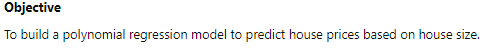 Objective
To build a polynomial regression model to predict house prices based on house size.